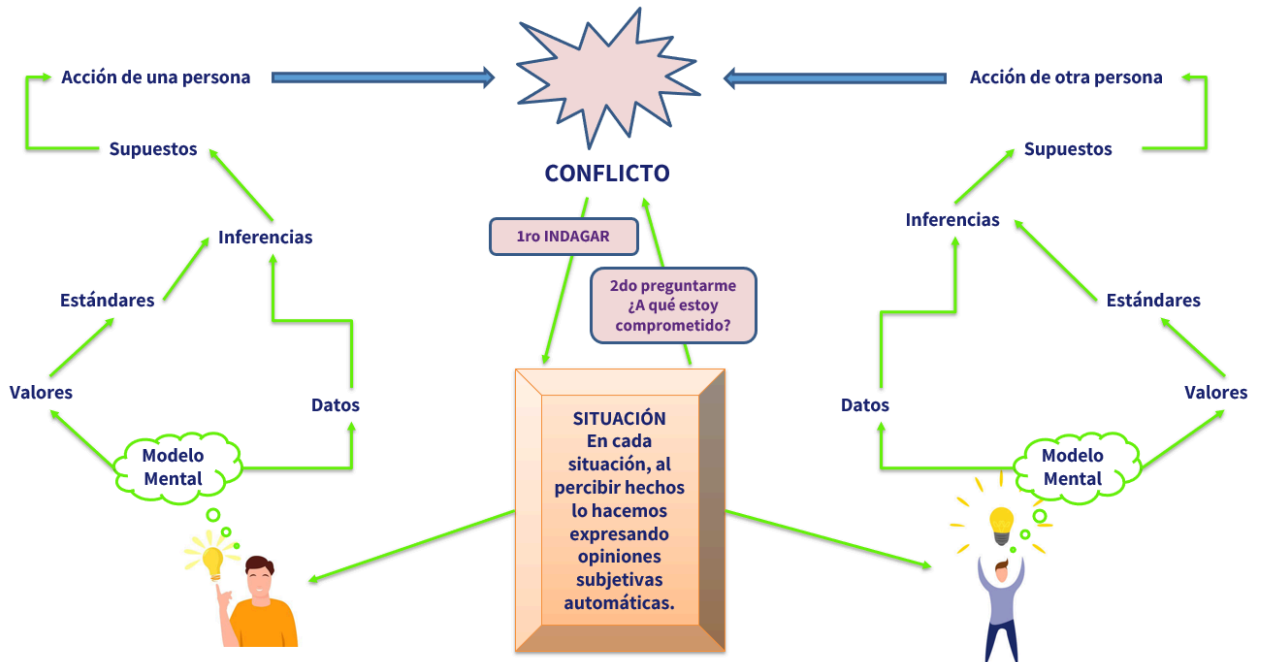 Acción de una persona
Acción de otra persona
Supuestos
Supuestos
CONFLICTO
Inferencias
1ro INDAGAR
Inferencias
2do preguntarme
¿A qué estoy
comprometido?
Estándares
Estándares
Valores
Datos
Datos
Valores
Modelo
Mental
SITUACIÓN
En cada
situación, al
percibir hechos
lo hacemos
expresando
opiniones
subjetivas
automáticas.
Modelo
Mental